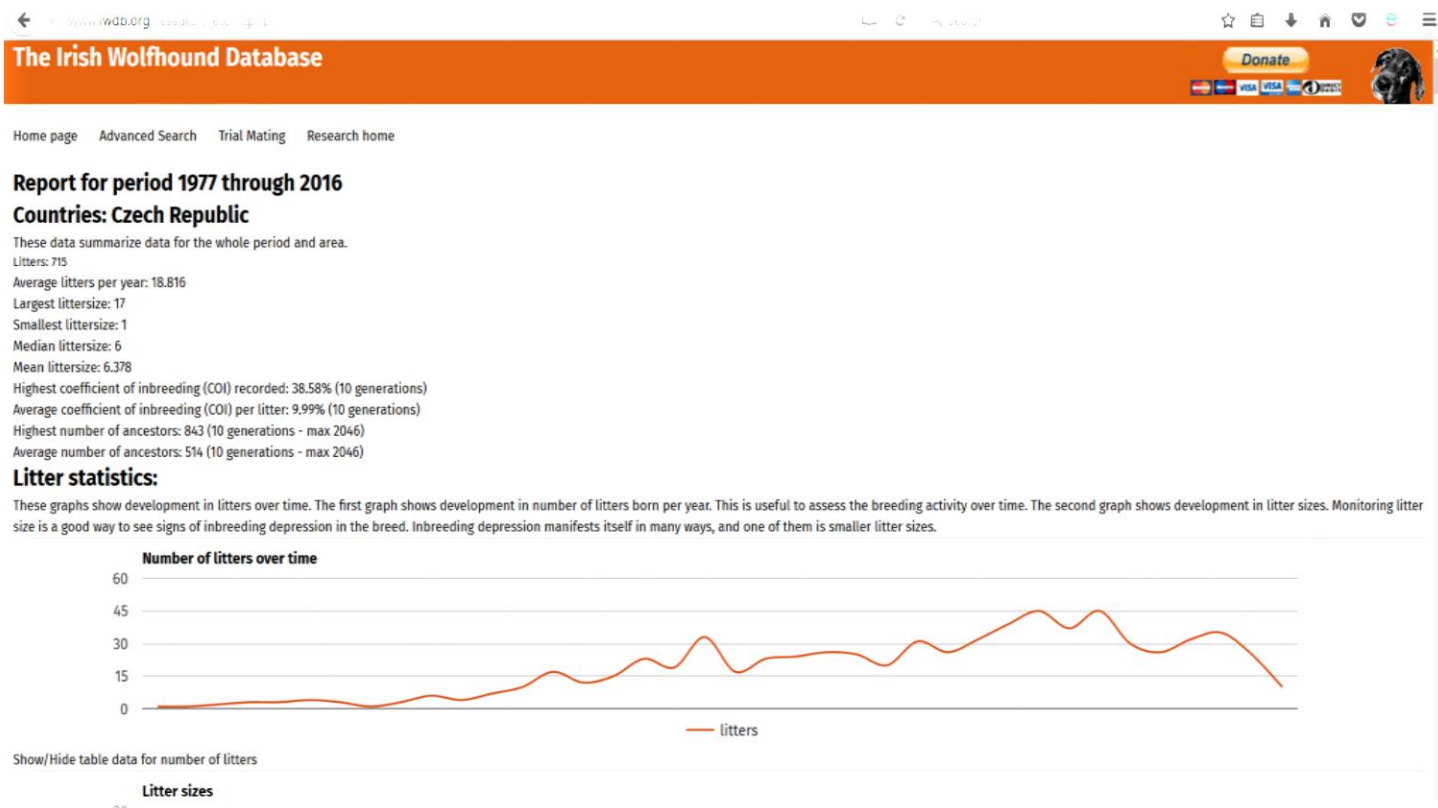 wdb.org
The Irish Wolfhound Database
Donate
VISA VISA
Home page Advanced Search Trial Mating Research home
Report for period 1977 through 2016
Countries: Czech Republic
These data summarize data for the whole period and area.
Litters: 715
Average litters per year: 18.816
Largest littersize: 17
Smallest littersize: 1
Median littersize: 6
Mean littersize: 6.378
Highest coefficient of inbreeding (COI) recorded: 38.58% (10 generations)
Average coefficient of inbreeding (COI) per litter: 9.99% (10 generations)
Highest number of ancestors: 843 (10 generations - max 2046)
Average number of ancestors: 514 (10 generations - max 2046)
Litter statistics:
These graphs show development in litters over time. The first graph shows development in number of litters born per year. This is useful to assess the breeding activity over time. The second graph shows development in litter sizes. Monitoring litter
size is a good way to see signs of inbreeding depression in the breed. Inbreeding depression manifests itself in many ways, and one of them is smaller litter sizes.
Number of litters over time
60
45
30
15
0
litters
Show/Hide table data for number of litters
Litter sizes